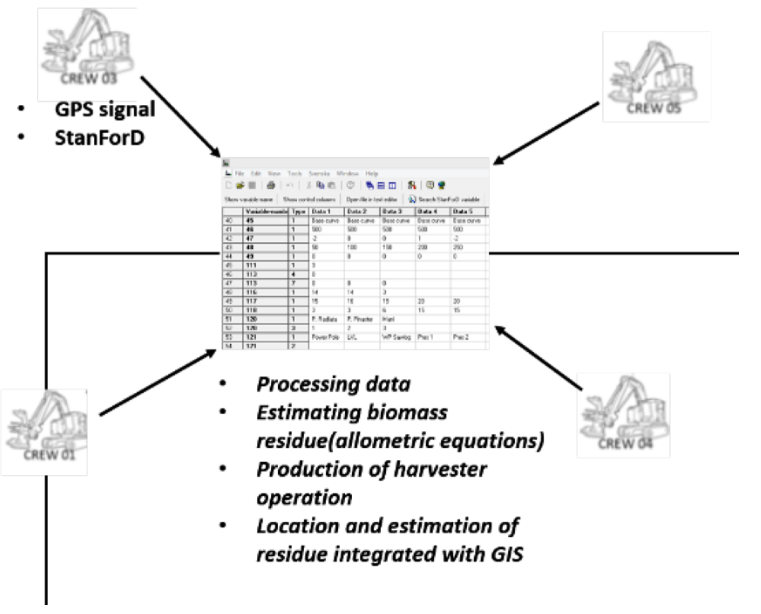 CREW 03
CREW 05
• GPS signal
• StanForD
File Edit View Tools Svenska Window Help
Show variable name Show control column Open file in text editor Search StanForD variable
Variable-numbe Type Data 1 Data 2 Data 3 Data 4 Data 5
40 45 1 Base curve Base curve Base curve Base curve Base curve
41 46 1 500 500 500 500 500
42 47 1 -2 0 0 1 -2
43 48 1 50 100 150 200 250
44 49 1 0 0 0 0 0
45 111 1 3
46 113 4 0
47 113 7 0 0 0
48 116 1 14 14 3
49 117 1 15 10 15 20 20
50 118 1 3 3 6 15 15
51 120 1 P. Radiata P. Pinaster
52 120 3 1 2 3
53 121 1 Power Pole LVL WP Sawlog Pres 1 Pres 2
54 121 2
CREW 01
CREW 04
• Processing data
• Estimating biomass
residue(allometric equations)
• Production of harvester
operation
• Location and estimation of
residue integrated with GIS